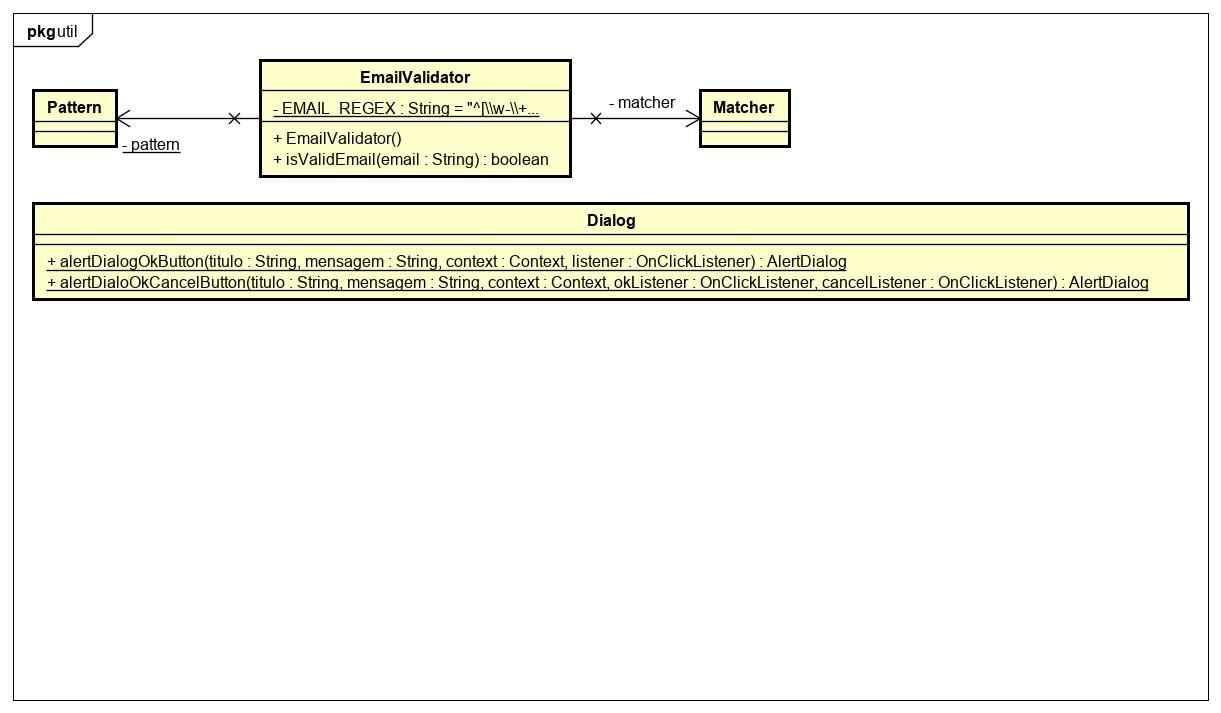 pkg util
EmailValidator
- EMAIL_REGEX : String = "^[\\w-\\+...
+ EmailValidator()
+ isValidEmail(email : String) : boolean
Pattern
- pattern
- matcher
Matcher
Dialog
+ alertDialogOkButton(titulo : String, mensagem : String, context : Context, listener : OnClickListener) : AlertDialog
+ alertDialoOkCancelButton(titulo : String, mensagem : String, context : Context, okListener : OnClickListener, cancelListener : OnClickListener) : AlertDialog